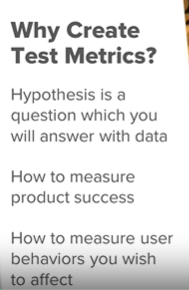 Why Create
Test Metrics?
Hypothesis is a
question which you
will answer with data
How to measure
product success
How to measure user
behaviors you wish
to affect